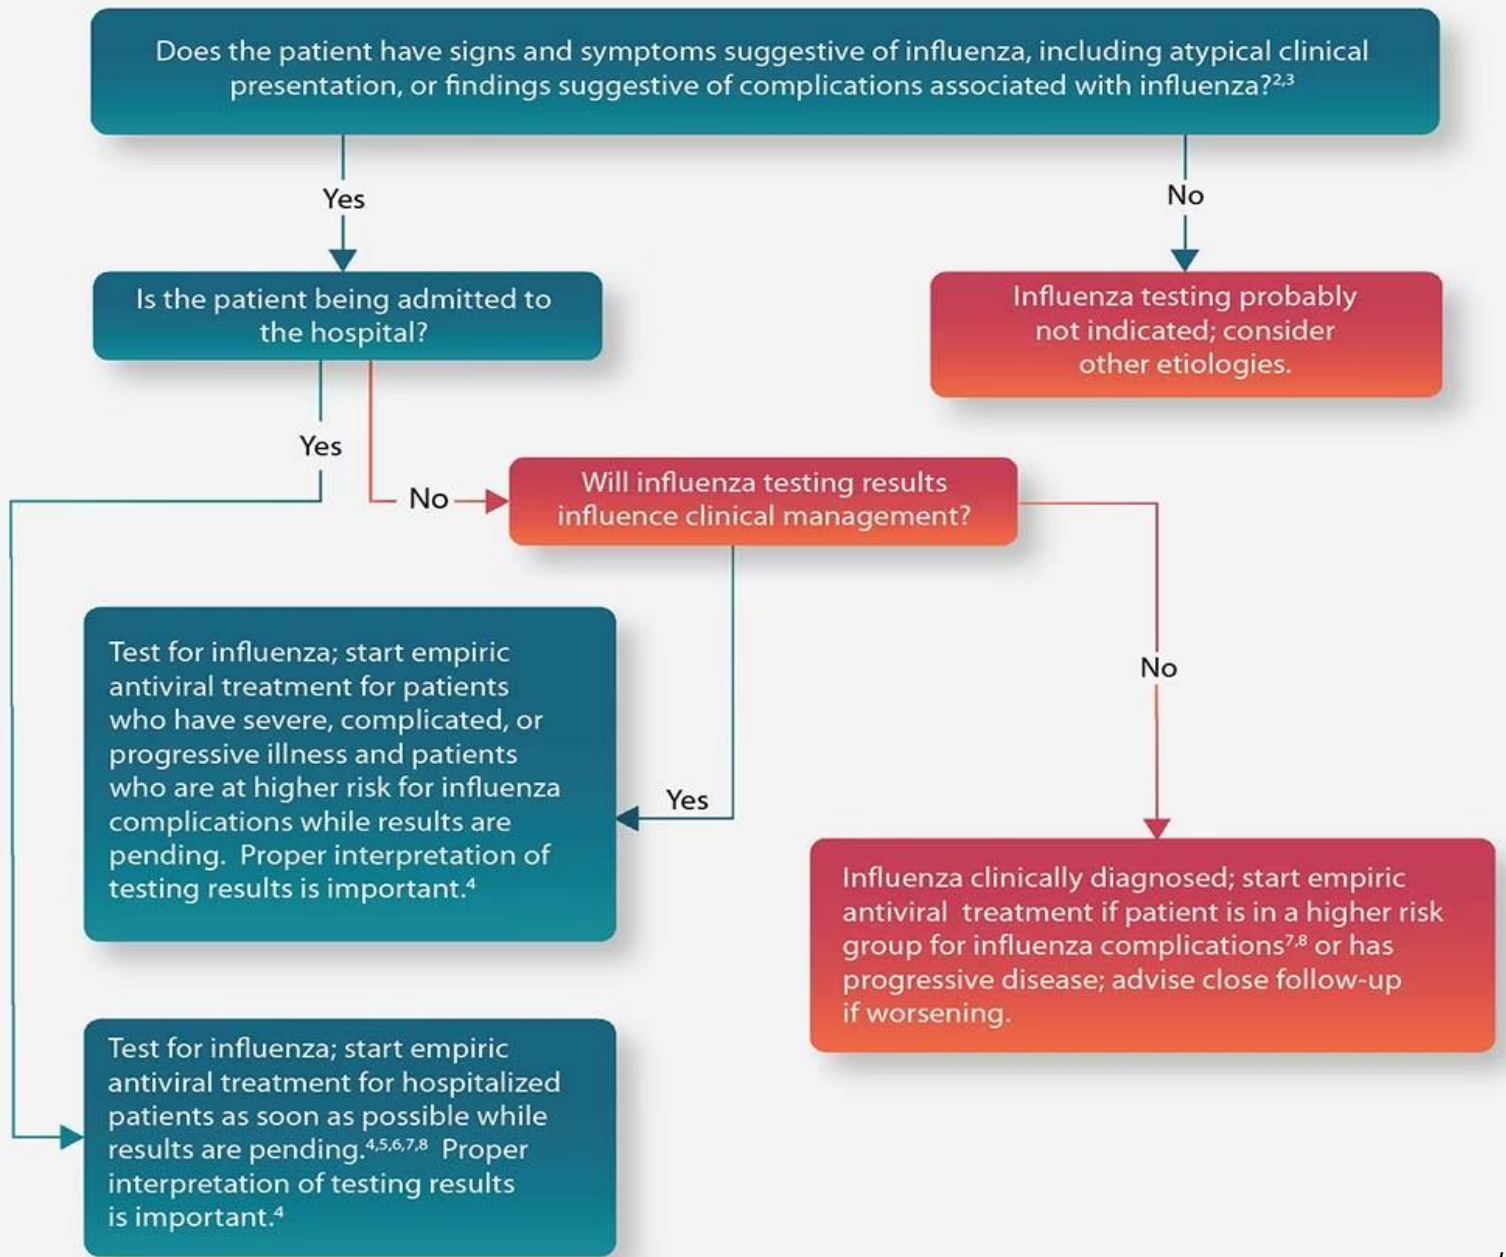 Does the patient have signs and symptoms suggestive of influenza, including atypical clinical
presentation, or findings suggestive of complications associated with influenza?2,3
Yes
No
Is the patient being admitted to
the hospital?
Influenza testing probably
not indicated; consider
other etiologies.
Yes
No
Will influenza testing results
influence clinical management?
No
Test for influenza; start empiric
antiviral treatment for patients
who have severe, complicated, or
progressive illness and patients
who are at higher risk for influenza
complications while results are
pending. Proper interpretation of
testing results is important.4
Yes
Influenza clinically diagnosed; start empiric
antiviral treatment if patient is in a higher risk
group for influenza complications7,8 or has
progressive disease; advise close follow-up
if worsening.
Test for influenza; start empiric
antiviral treatment for hospitalized
patients as soon as possible while
results are pending.4,5,6,7,8 Proper
interpretation of testing results
is important.4